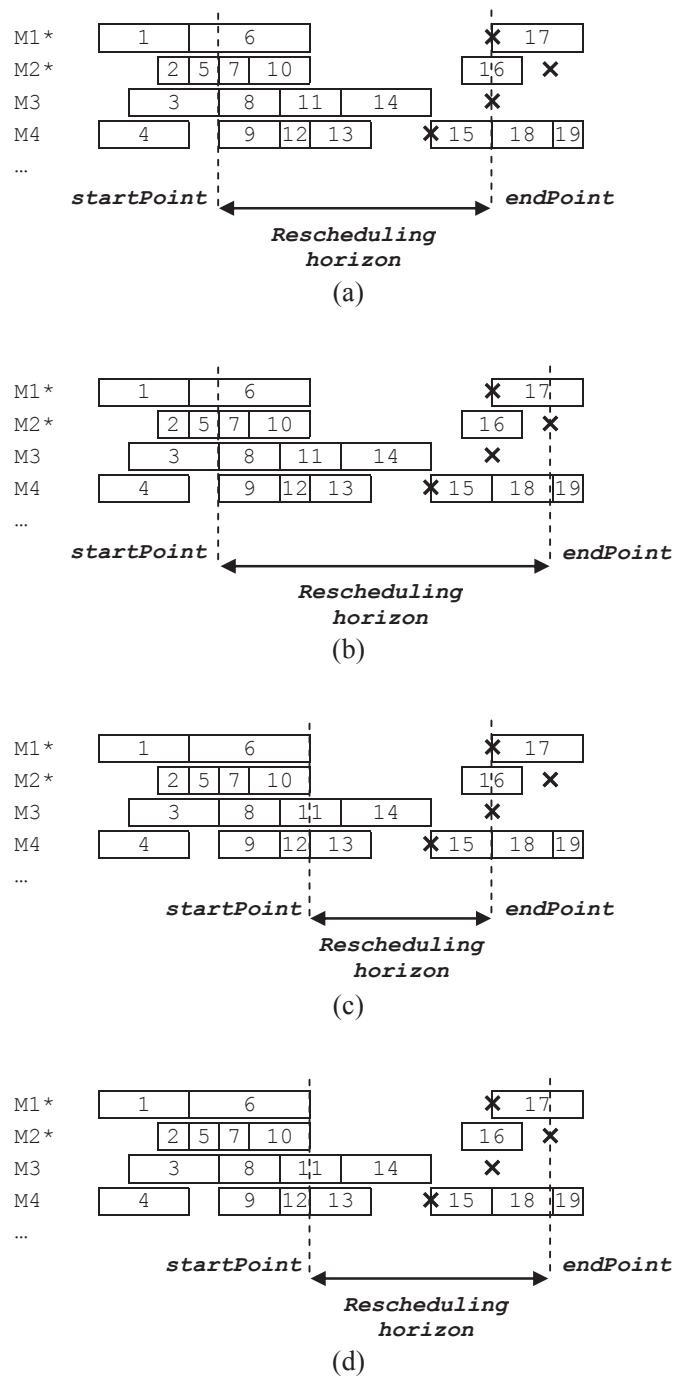 M1* 1 6 17
M2* 2 5 7 10 16
M3 3 8 11 14
M4 4 9 12 13 15 18 19
…
startPoint endPoint
Rescheduling
horizon
(a)
M1* 1 6 17
M2* 2 5 7 10 16
M3 3 8 11 14
M4 4 9 12 13 15 18 19
…
startPoint endPoint
Rescheduling
horizon
(b)
M1* 1 6 17
M2* 2 5 7 10 16
M3 3 8 11 14
M4 4 9 12 13 15 18 19
…
startPoint endPoint
Rescheduling
horizon
(c)
M1* 1 6 17
M2* 2 5 7 10 16
M3 3 8 11 14
M4 4 9 12 13 15 18 19
…
startPoint endPoint
Rescheduling
horizon
(d)